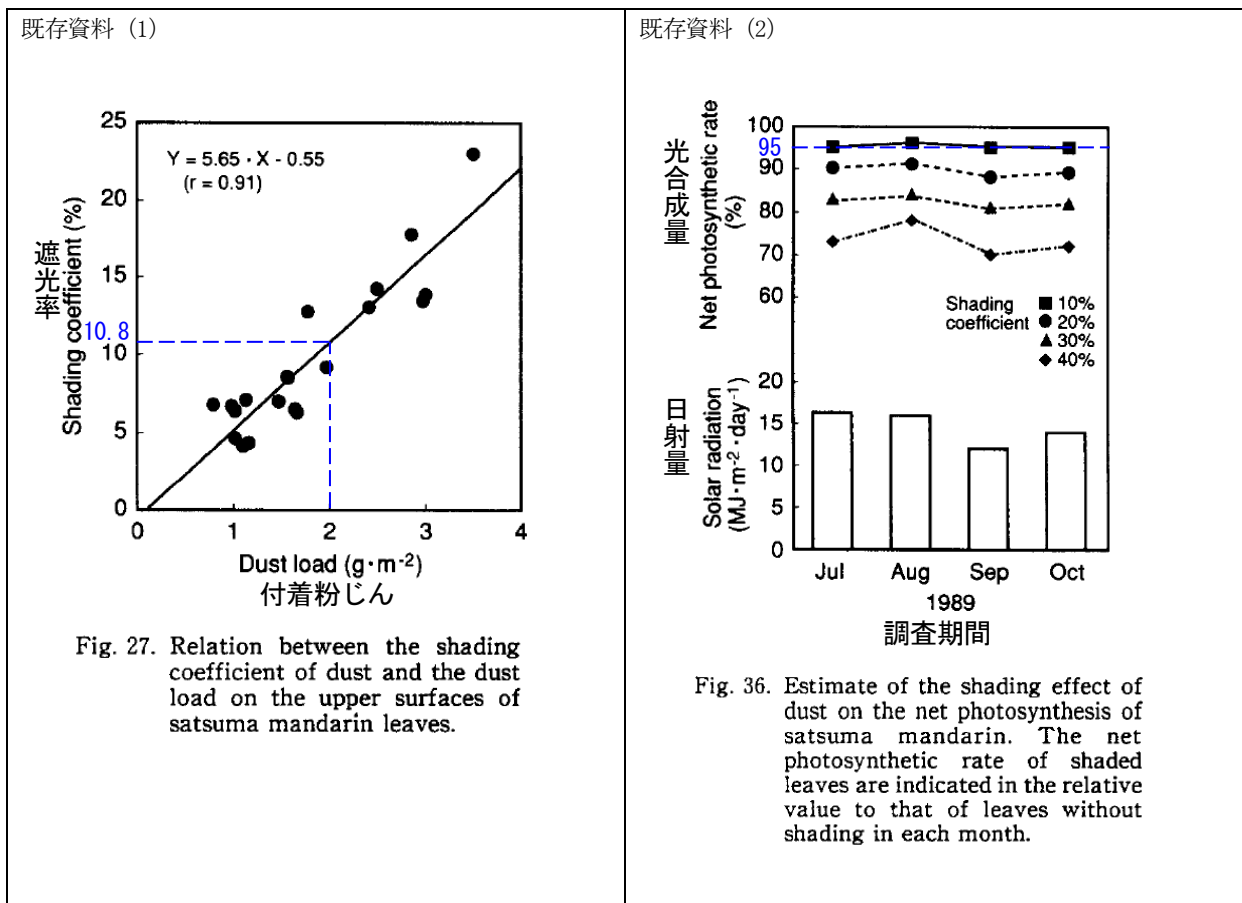 既存資料 (1)
25
20
15
10.8
10
5
0
Y = 5.65・X - 0.55
(r = 0.91)
遮光率
Shading coefficient (%)
0 1 2 3 4
Dust load (g·m-2)
付着粉じん
Fig. 27. Relation between the shading
coefficient of dust and the dust
load on the upper surfaces of
satsuma mandarin leaves.
既存資料 (2)
光合成量
Net photosynthetic rate
(%)
100
95
90
80
70
60
Shading
coefficient
■ 10%
● 20%
▲ 30%
◆ 40%
日射量
Solar radiation
(MJ·m-2·day-1)
20
15
10
5
0
Jul Aug Sep Oct
1989
調査期間
Fig. 36. Estimate of the shading effect of
dust on the net photosynthesis of
satsuma mandarin. The net
photosynthetic rate of shaded
leaves are indicated in the relative
value to that of leaves without
shading in each month.